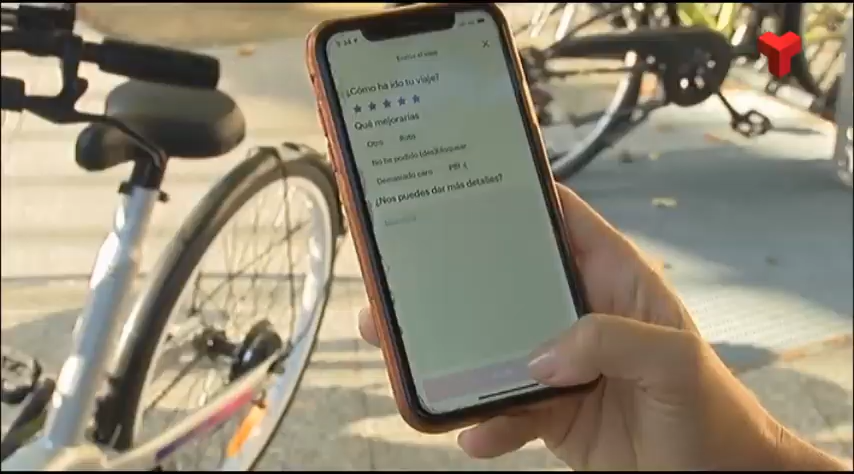 ¿Cómo ha ido tu viaje?
Qué mejorarías
Otro Ruta
No he podido (des)bloquear
Demasiado caro
¿Nos puedes dar más detalles?